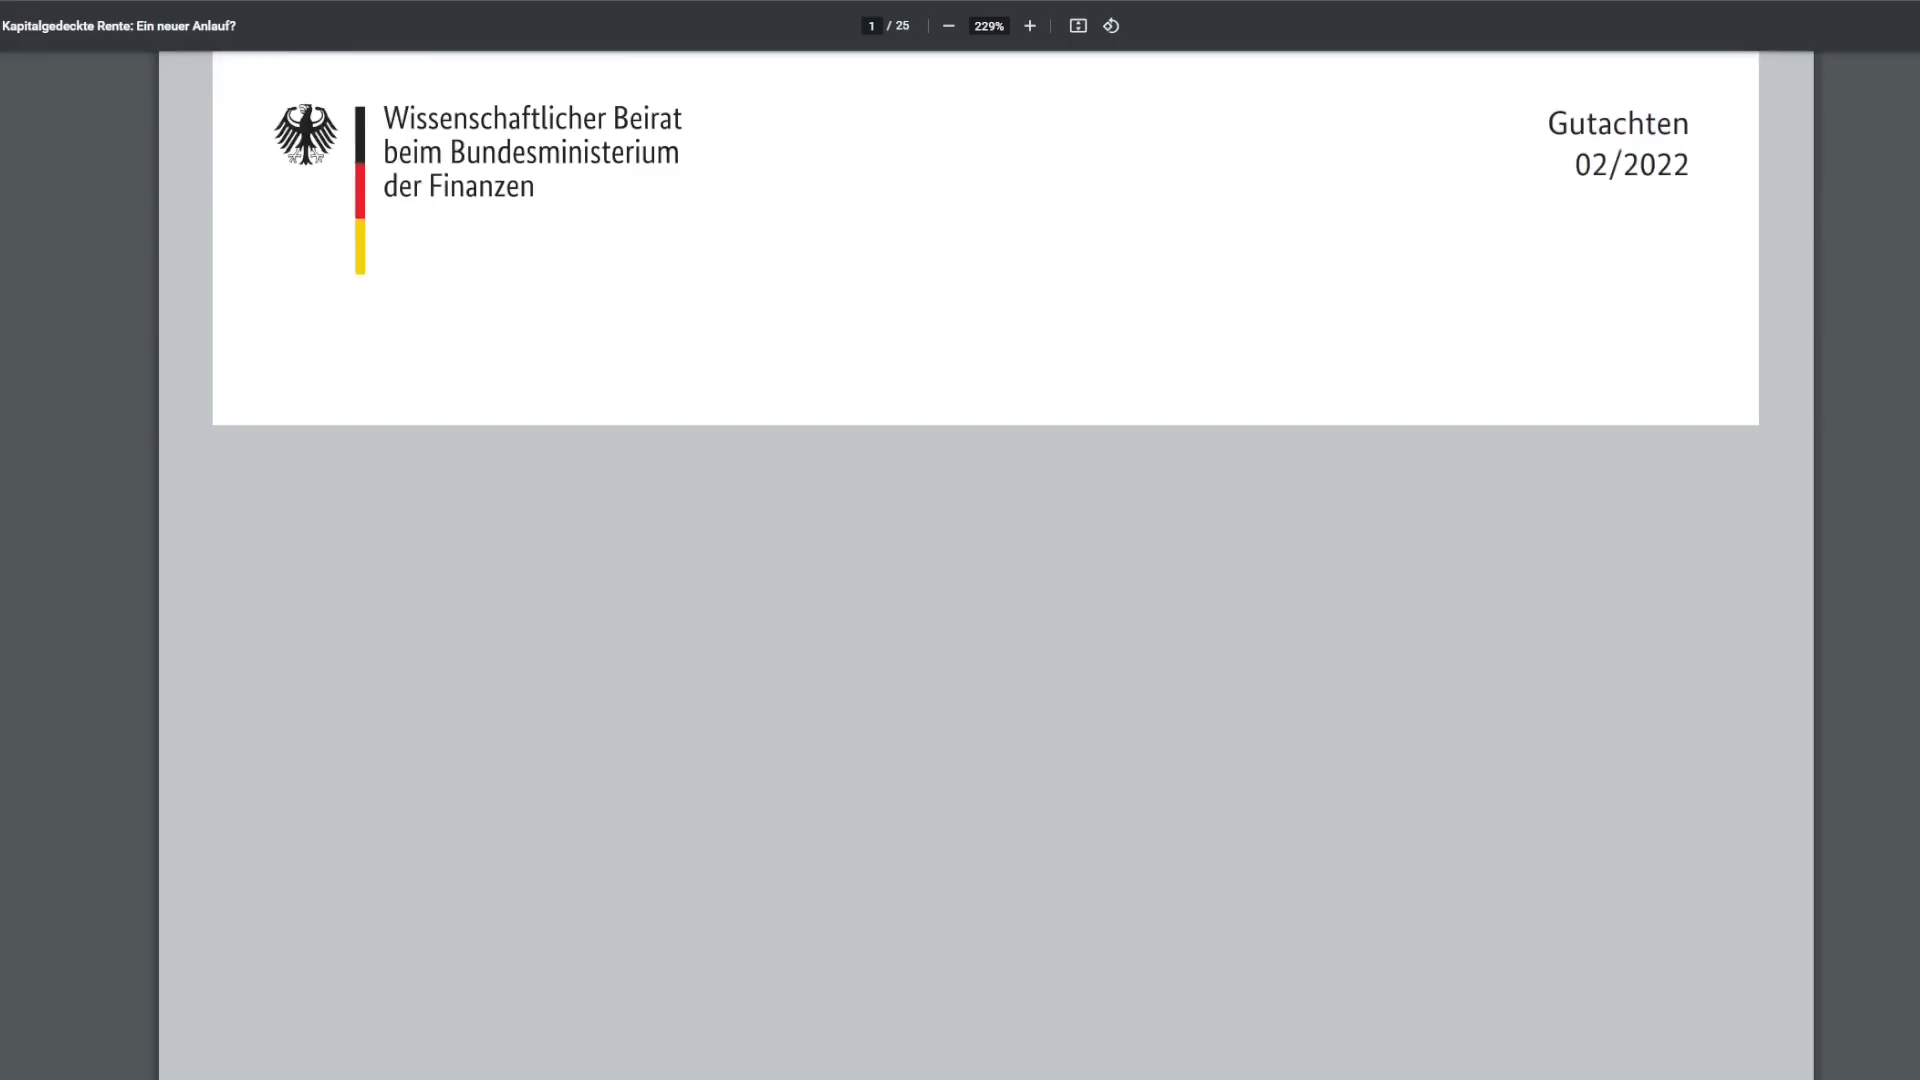 Kapitalgedeckte Rente: Ein neuer Anlauf?
1 / 25
229%
Wissenschaftlicher Beirat
beim Bundesministerium
der Finanzen
Gutachten
02/2022